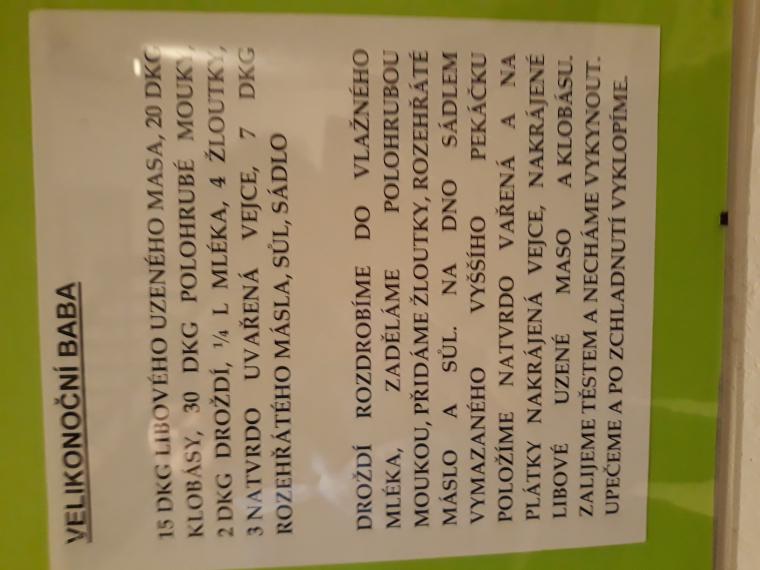 VELIKONOČNÍ BABA
15 DKG LIBOVÉHO UZENÉHO MASA, 20 DKG
KLOBÁSY, 30 DKG POLOHRUBÉ MOUKY,
2 DKG DROŽDÍ, ¼ L MLÉKA, 4 ŽLOUTKY,
3 NATVRDO UVAŘENÁ VEJCE, 7 DKG
ROZEHŘÁTÉHO MÁSLA, SŮL, SÁDLO
DROŽDÍ ROZDROBÍME DO VLAŽNÉHO
MLÉKA, ZADĚLÁME POLOHRUBOU
MOUKOU, PŘIDÁME ŽLOUTKY, ROZEHŘÁTÉ
MÁSLO A SŮL. NA DNO SÁDLEM
VYMAZANÉHO VYŠŠÍHO PEKÁČKU
POLOŽÍME NATVRDO VAŘENÁ A NA
PLÁTKY NAKRÁJENÁ VEJCE, NAKRÁJENÉ
LIBOVÉ UZENÉ MASO A KLOBÁSU.
ZALIJEME TĚSTEM A NECHÁME VYKYNOUT.
UPEČEME A PO ZCHLADNUTÍ VYKLOPÍME.